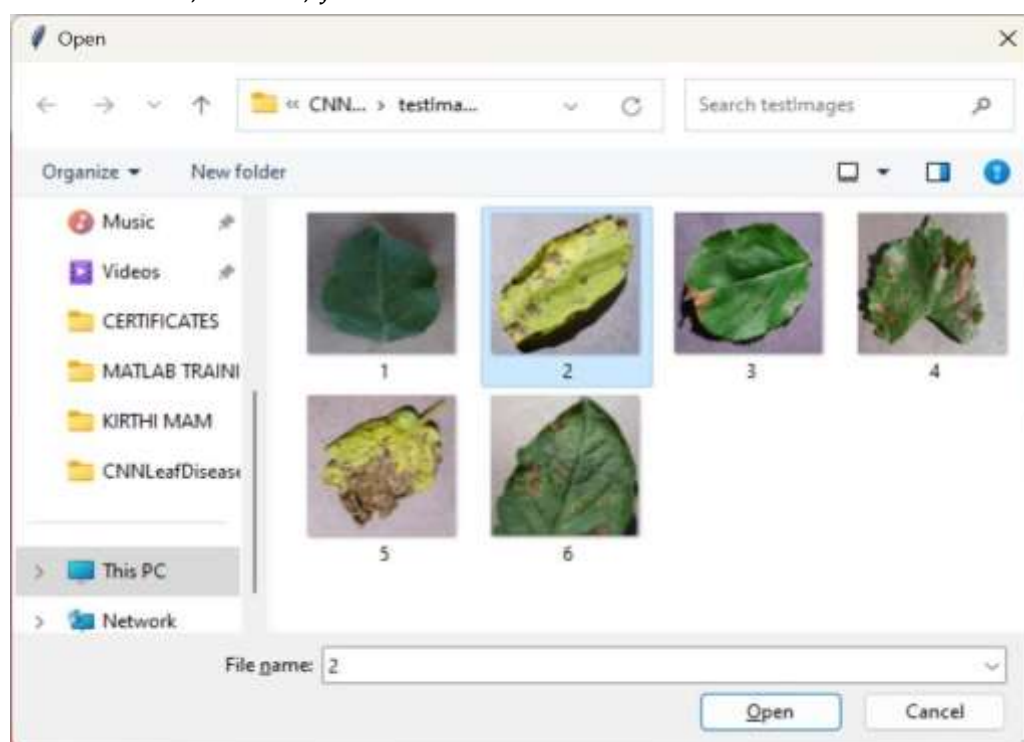 Open
« CNN... › testIma...
Search testImages
Organize
New folder
Music
Videos
CERTIFICATES
MATLAB TRAINI
KIRTHI MAM
CNNLeafDisease
This PC
Network
1
2
3
4
5
6
File name: 2
Open
Cancel